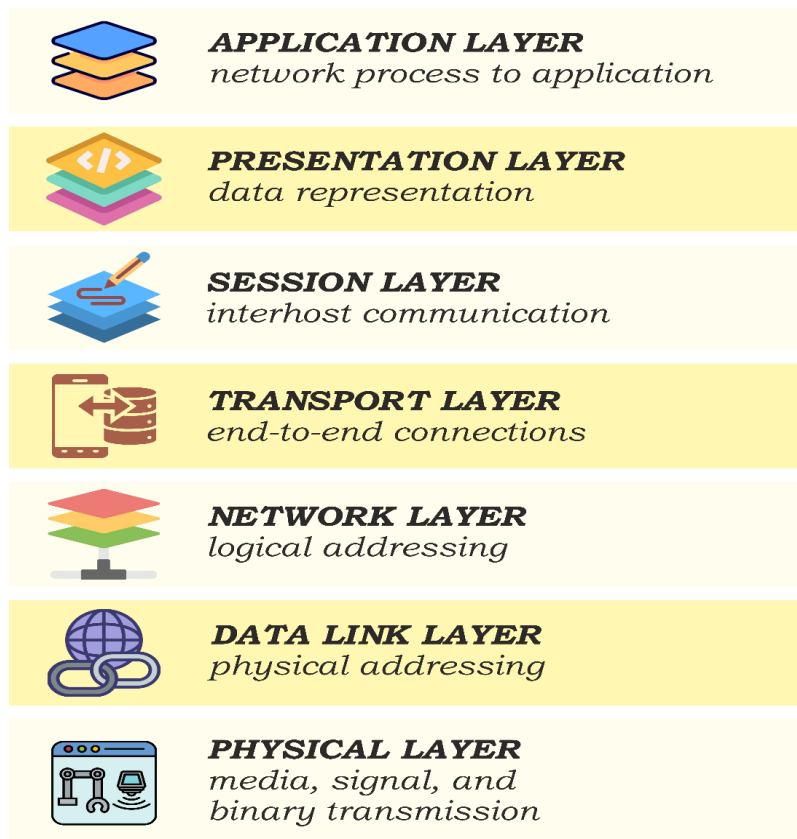 APPLICATION LAYER
network process to application
PRESENTATION LAYER
data representation
SESSION LAYER
interhost communication
TRANSPORT LAYER
end-to-end connections
NETWORK LAYER
logical addressing
DATA LINK LAYER
physical addressing
PHYSICAL LAYER
media, signal, and
binary transmission